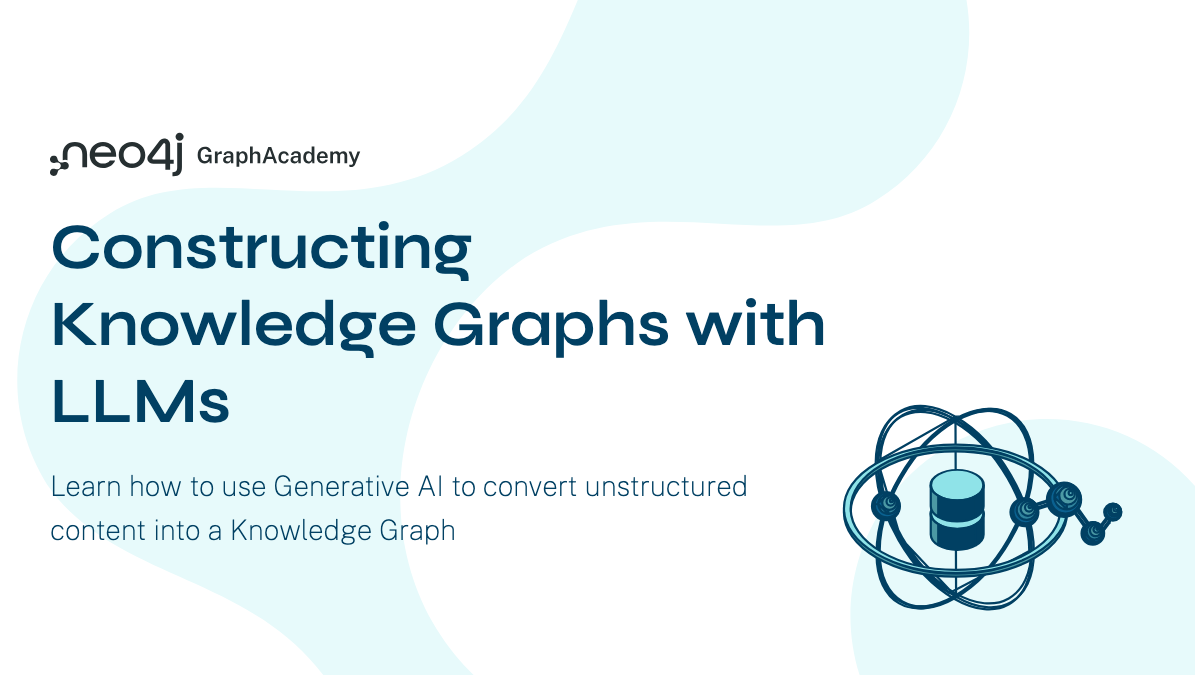 neo4j GraphAcademy
Constructing
Knowledge Graphs with
LLMs
Learn how to use Generative AI to convert unstructured
content into a Knowledge Graph